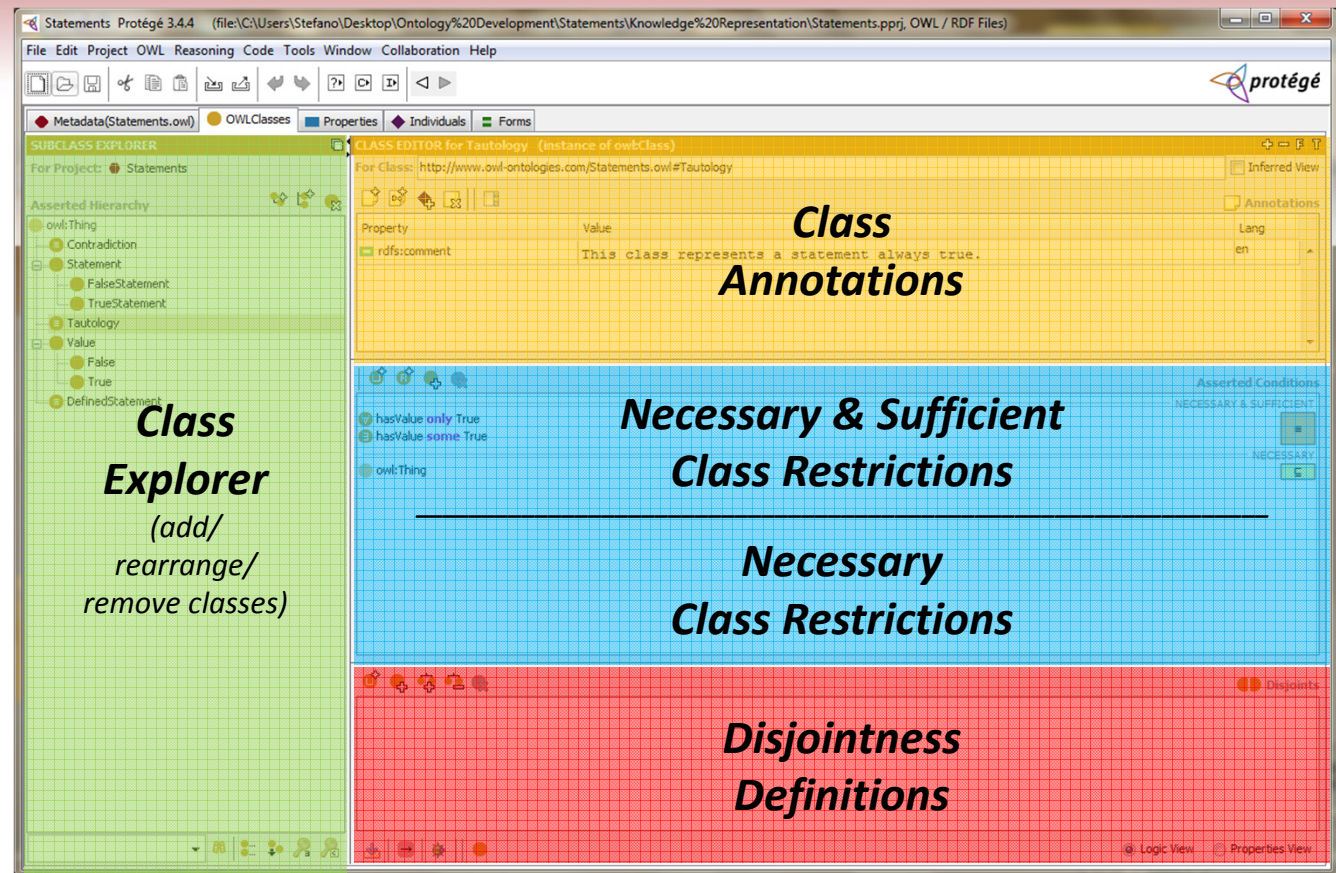 Statements Protégé 3.4.4 (file:\C:\Users\Stefano\Desktop\Ontology%20Development\Statements\Knowledge%20Representation\Statements.pprj, OWL / RDF Files)
File Edit Project OWL Reasoning Code Tools Window Collaboration Help
protégé
Metadata(Statements.owl) OWLClasses Properties Individuals Forms
SUBCLASS EXPLORER
For Project: Statements
Asserted Hierarchy
owl:Thing
Contradiction
Statement
FalseStatement
TrueStatement
Tautology
Value
False
True
DefinedStatement
Class
Explorer
(add/
rearrange/
remove classes)
CLASS EDITOR for Tautology (instance of owl:Class)
For Class: http://www.owl-ontologies.com/Statements.owl#Tautology
Inferred View
Annotations
Property Value Lang
rdfs:comment This class represents a statement always true. en
Class
Annotations
Asserted Conditions
NECESSARY & SUFFICIENT
hasValue only True
hasValue some True
NECESSARY
owl:Thing
Necessary & Sufficient
Class Restrictions
Necessary
Class Restrictions
Disjoints
Disjointness
Definitions
Logic View Properties View